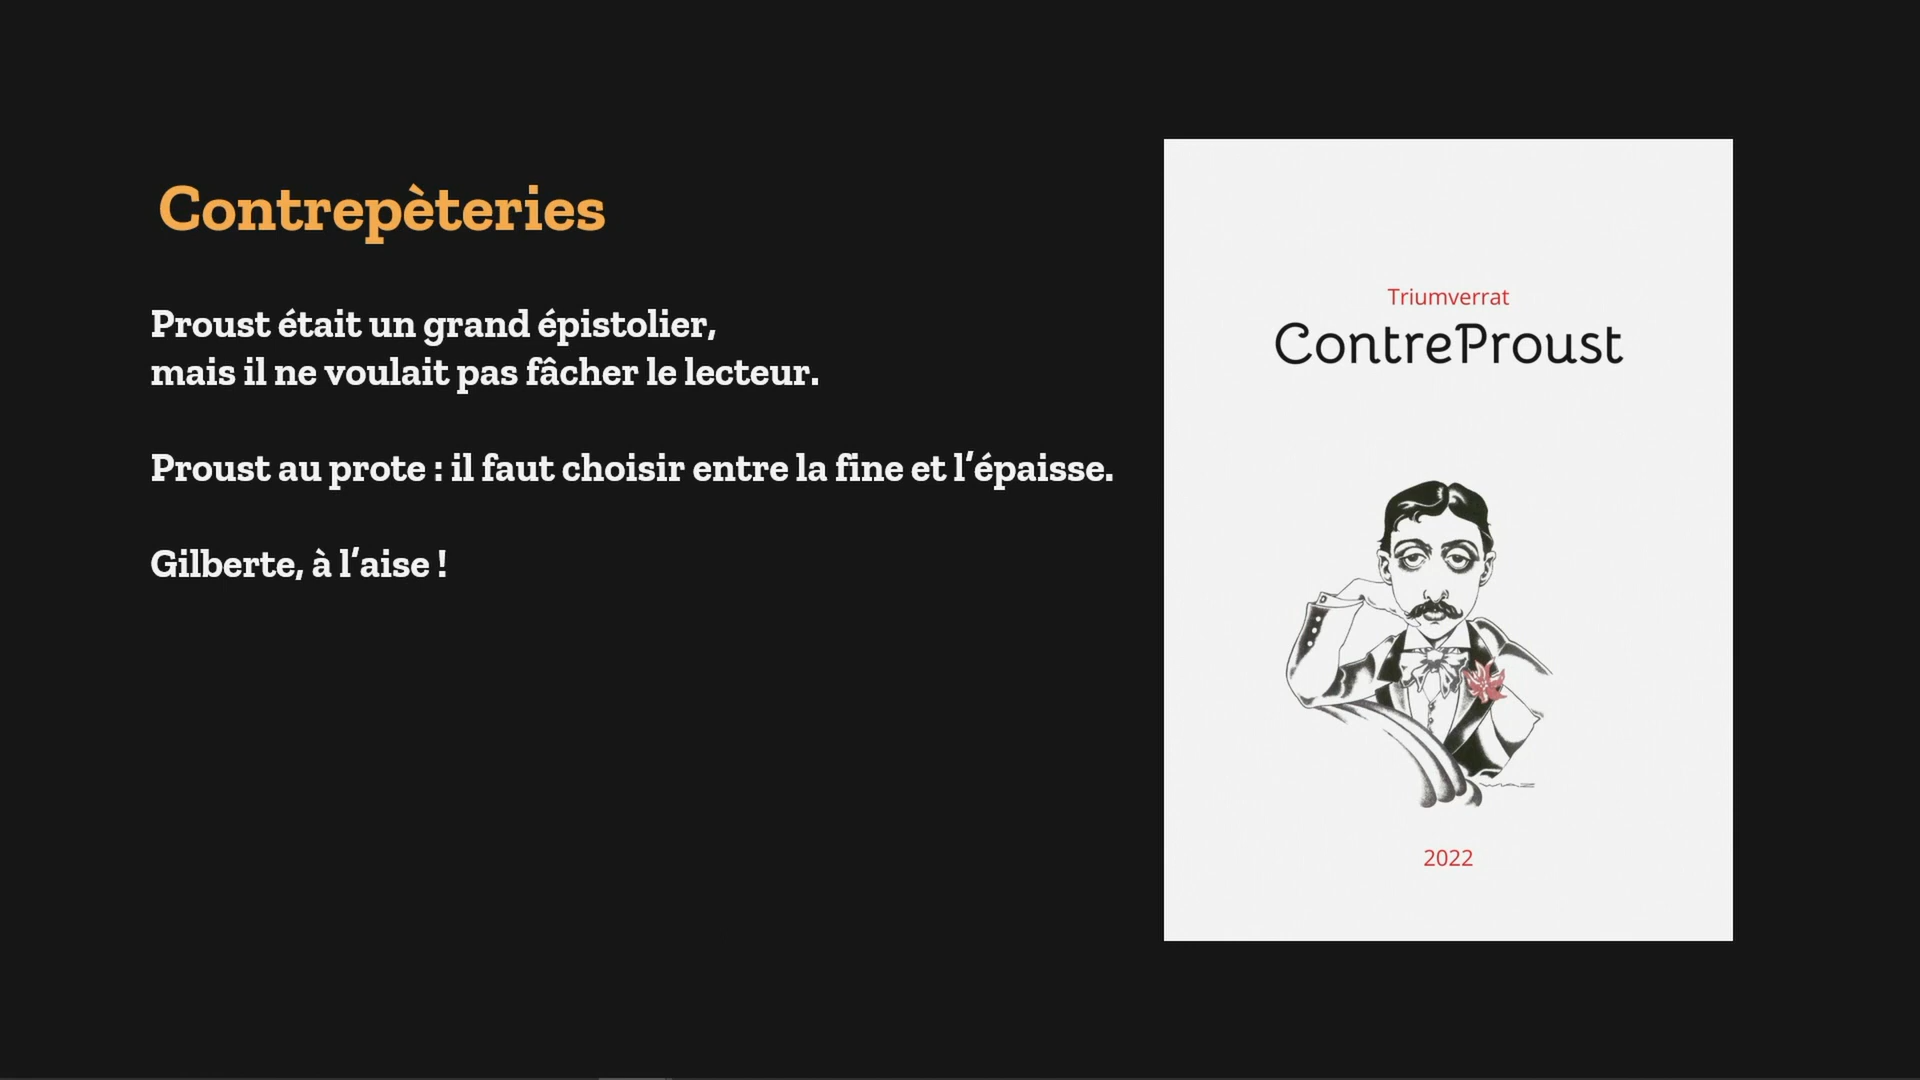 Contrepèteries
Proust était un grand épistolier,
mais il ne voulait pas fâcher le lecteur.
Proust au prote : il faut choisir entre la fine et l'épaisse.
Gilberte, à l'aise !
Triumverrat
ContreProust
2022